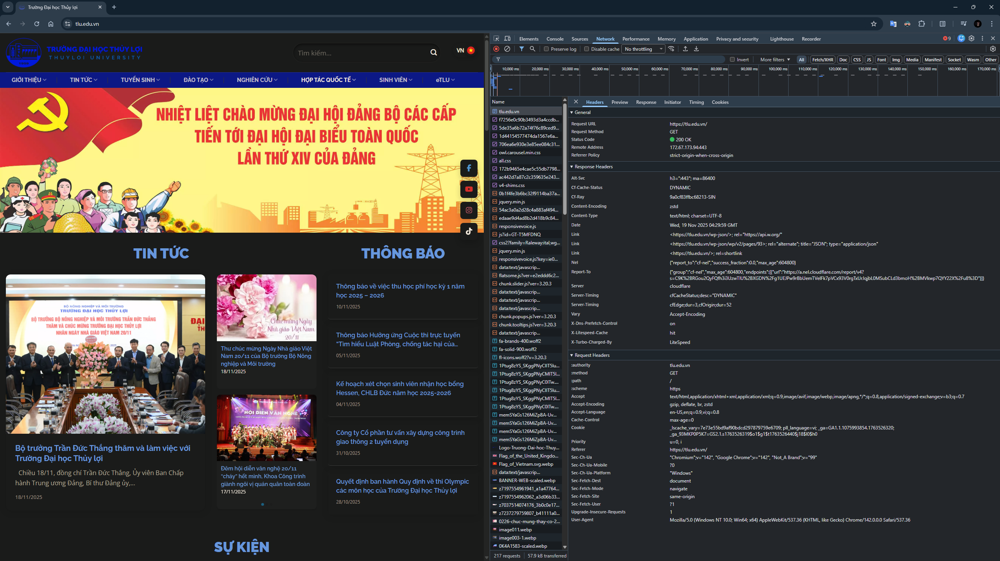 Trường Đại học Thủy lợi
tlu.edu.vn
TRƯỜNG ĐẠI HỌC THỦY LỢI
THUYLOI UNIVERSITY
1959
Tìm kiếm...
VN
GIỚI THIỆU
TIN TỨC
TUYỂN SINH
ĐÀO TẠO
NGHIÊN CỨU
HỢP TÁC QUỐC TẾ
SINH VIÊN
eTLU
NHIỆT LIỆT CHÀO MỪNG ĐẠI HỘI ĐẢNG BỘ CÁC CẤP
TIẾN TỚI ĐẠI HỘI ĐẠI BIỂU TOÀN QUỐC
LẦN THỨ XIV CỦA ĐẢNG
TIN TỨC
BỘ NÔNG NGHIỆP VÀ MÔI TRƯỜNG
TRƯỜNG ĐẠI HỌC THỦY LỢI
BỘ TRƯỞNG BỘ NÔNG NGHIỆP VÀ MÔI TRƯỜNG TRẦN ĐỨC THẮNG
THĂM VÀ CHÚC MỪNG TRƯỜNG ĐẠI HỌC THỦY LỢI
NHÂN NGÀY NHÀ GIÁO VIỆT NAM 20/11
Bộ trưởng Trần Đức Thắng thăm và làm việc với
Trường Đại học Thủy lợi
Chiều 18/11, đồng chí Trần Đức Thắng, Ủy viên Ban Chấp
hành Trung ương Đảng, Bí thư Đảng ủy,...
18/11/2025
Chúc mừng Ngày
Nhà giáo Việt Nam
20/11
Thư chúc mừng Ngày Nhà giáo Việt
Nam 20/11 của Bộ trưởng Bộ Nông
nghiệp và Môi trường
18/11/2025
TRƯỜNG ĐẠI HỌC THỦY LỢI
HỘI DIỄN VĂN NGHỆ
Đêm hội diễn văn nghệ 20/11
“cháy” hết mình, Khoa Công trình
giành ngôi vị quán quân toàn đoàn
17/11/2025
THÔNG BÁO
Thông báo về việc thu học phí học kỳ 1 năm
học 2025 – 2026
10/11/2025
Thông báo Hưởng ứng Cuộc thi trực tuyến
“Tìm hiểu Luật Phòng, chống tác hại của...
05/11/2025
Kế hoạch xét chọn sinh viên nhận học bổng
Hessen, CHLB Đức năm học 2025-2026
04/11/2025
Công ty Cổ phần tư vấn xây dựng công trình
giao thông 2 tuyển dụng
31/10/2025
Quyết định ban hành Quy định về thi Olympic
các môn học của Trường Đại học Thủy lợi
28/10/2025
SỰ KIỆN
Elements Console Sources Network Performance Memory Application Privacy and security Lighthouse Recorder 9
Preserve log Disable cache No throttling
Invert More filters All Fetch/XHR Doc CSS JS Font Img Media Manifest Socket Wasm Other
10,000 ms 20,000 ms 30,000 ms 40,000 ms 50,000 ms 60,000 ms 70,000 ms 80,000 ms 90,000 ms 100,000 ms 110,000 ms 120,000 ms 130,000 ms 140,000 ms 150,000 ms 160,000 ms 170,000 ms
Name
tlu.edu.vn
f7256e0c90b3493d3a4ccdb...
5de35a6b72a74f76c89ced9...
1d44154577474da1567e6a...
706ea6e930e3e85ee084c31...
owl.carousel.min.css
all.css
172b9465e4cae5c55db7798...
ac442d7a87c2c359635e243...
v4-shims.css
0b1f4fe3b6bc32f9114ba37a...
jquery.min.js
54ac3a0a2d28c4a883af494...
edaae9d4ad8b2d418b9c84...
responsivevoice.js
js?id=GT-T5MFDNQ
css2?family=Raleway:ital,wg...
jquery.min.js
responsivevoice.js?key=ie0...
data:text/javascrip...
flatsome.js?ver=e2eddd6c2...
chunk.slider.js?ver=3.20.3
data:text/javascrip...
data:text/javascrip...
data:text/javascrip...
chunk.popups.js?ver=3.20.3
chunk.tooltips.js?ver=3.20.3
data:text/javascrip...
fa-brands-400.woff2
fa-solid-900.woff2
fl-icons.woff2?v=3.20.3
1Ptug8zYS_SKggPNyCIIT5lu...
1Ptug8zYS_SKggPNyCMIT5l...
1Ptug8zYS_SKggPNyC0ITw...
1Ptug8zYS_SKggPNyCIIT5lu...
1Ptug8zYS_SKggPNyCMIT5l...
1Ptug8zYS_SKggPNyC0ITw...
memSYaGs126MiZpBA-Uv...
memSYaGs126MiZpBA-Uv...
memSYaGs126MiZpBA-Uv...
memSYaGs126MiZpBA-Uv...
Logo-Truong-Dai-hoc-Thuy...
Flag_of_the_United_Kingdo...
Flag_of_Vietnam.svg.webp
data:text/javascrip...
BANNER-WEB-scaled.webp
z7197554961941_a1a47764...
z7197554962062_a3d06b33...
z7037514074176_3b0c0e17...
z7237279759807_b41111a0...
0226-chuc-mung-thay-co-2...
image011.webp
image003-1.webp
0K4A1583-scaled.webp
217 requests 57.9 kB transferred
Headers Preview Response Initiator Timing Cookies
General
Request URL https://tlu.edu.vn/
Request Method GET
Status Code 200 OK
Remote Address 172.67.173.94:443
Referrer Policy strict-origin-when-cross-origin
Response Headers
Alt-Svc h3=":443"; ma=86400
Cf-Cache-Status DYNAMIC
Cf-Ray 9a0cf83ffbc68213-SIN
Content-Encoding zstd
Content-Type text/html; charset=UTF-8
Date Wed, 19 Nov 2025 04:29:59 GMT
Link <https://tlu.edu.vn/wp-json/>; rel="https://api.w.org/"
Link <https://tlu.edu.vn/wp-json/wp/v2/pages/93>; rel="alternate"; title="JSON"; type="application/json"
Link <https://tlu.edu.vn/>; rel=shortlink
Nel {"report_to":"cf-nel","success_fraction":0.0,"max_age":604800}
Report-To {"group":"cf-nel","max_age":604800,"endpoints":[{"url":"https://a.nel.cloudflare.com/report/v4?
s=C9K%2BRGou2QyFQfh3i3UzwTlU%2BXGDN%2Fg1UEJPw9rBbUemTVelFk7pVCx93V0rgTxUrJqjbL0MSubCLd3bmoH%2BMVkwp7QYY22X%2Fu8%3D"}]}
Server cloudflare
Server-Timing cfCacheStatus;desc="DYNAMIC"
Server-Timing cfEdge;dur=3,cfOrigin;dur=52
Vary Accept-Encoding
X-Dns-Prefetch-Control on
X-Litespeed-Cache hit
X-Turbo-Charged-By LiteSpeed
Request Headers
:authority tlu.edu.vn
:method GET
:path /
:scheme https
Accept text/html,application/xhtml+xml,application/xml;q=0.9,image/avif,image/webp,image/apng,*/*;q=0.8,application/signed-exchange;v=b3;q=0.7
Accept-Encoding gzip, deflate, br, zstd
Accept-Language en-US,en;q=0.9,vi;q=0.8
Cache-Control max-age=0
Cookie _lscache_vary=7e73e55bd9af90bdcd297879759e6709; pll_language=vi; _ga=GA1.1.1075993854.1763526320;
_ga_93MKP0P5K7=GS2.1.s1763526319$o1$g1$t1763526440$j18$l0$h0
Priority u=0, i
Referer https://tlu.edu.vn/
Sec-Ch-Ua "Chromium";v="142", "Google Chrome";v="142", "Not_A Brand";v="99"
Sec-Ch-Ua-Mobile ?0
Sec-Ch-Ua-Platform "Windows"
Sec-Fetch-Dest document
Sec-Fetch-Mode navigate
Sec-Fetch-Site same-origin
Sec-Fetch-User ?1
Upgrade-Insecure-Requests 1
User-Agent Mozilla/5.0 (Windows NT 10.0; Win64; x64) AppleWebKit/537.36 (KHTML, like Gecko) Chrome/142.0.0.0 Safari/537.36